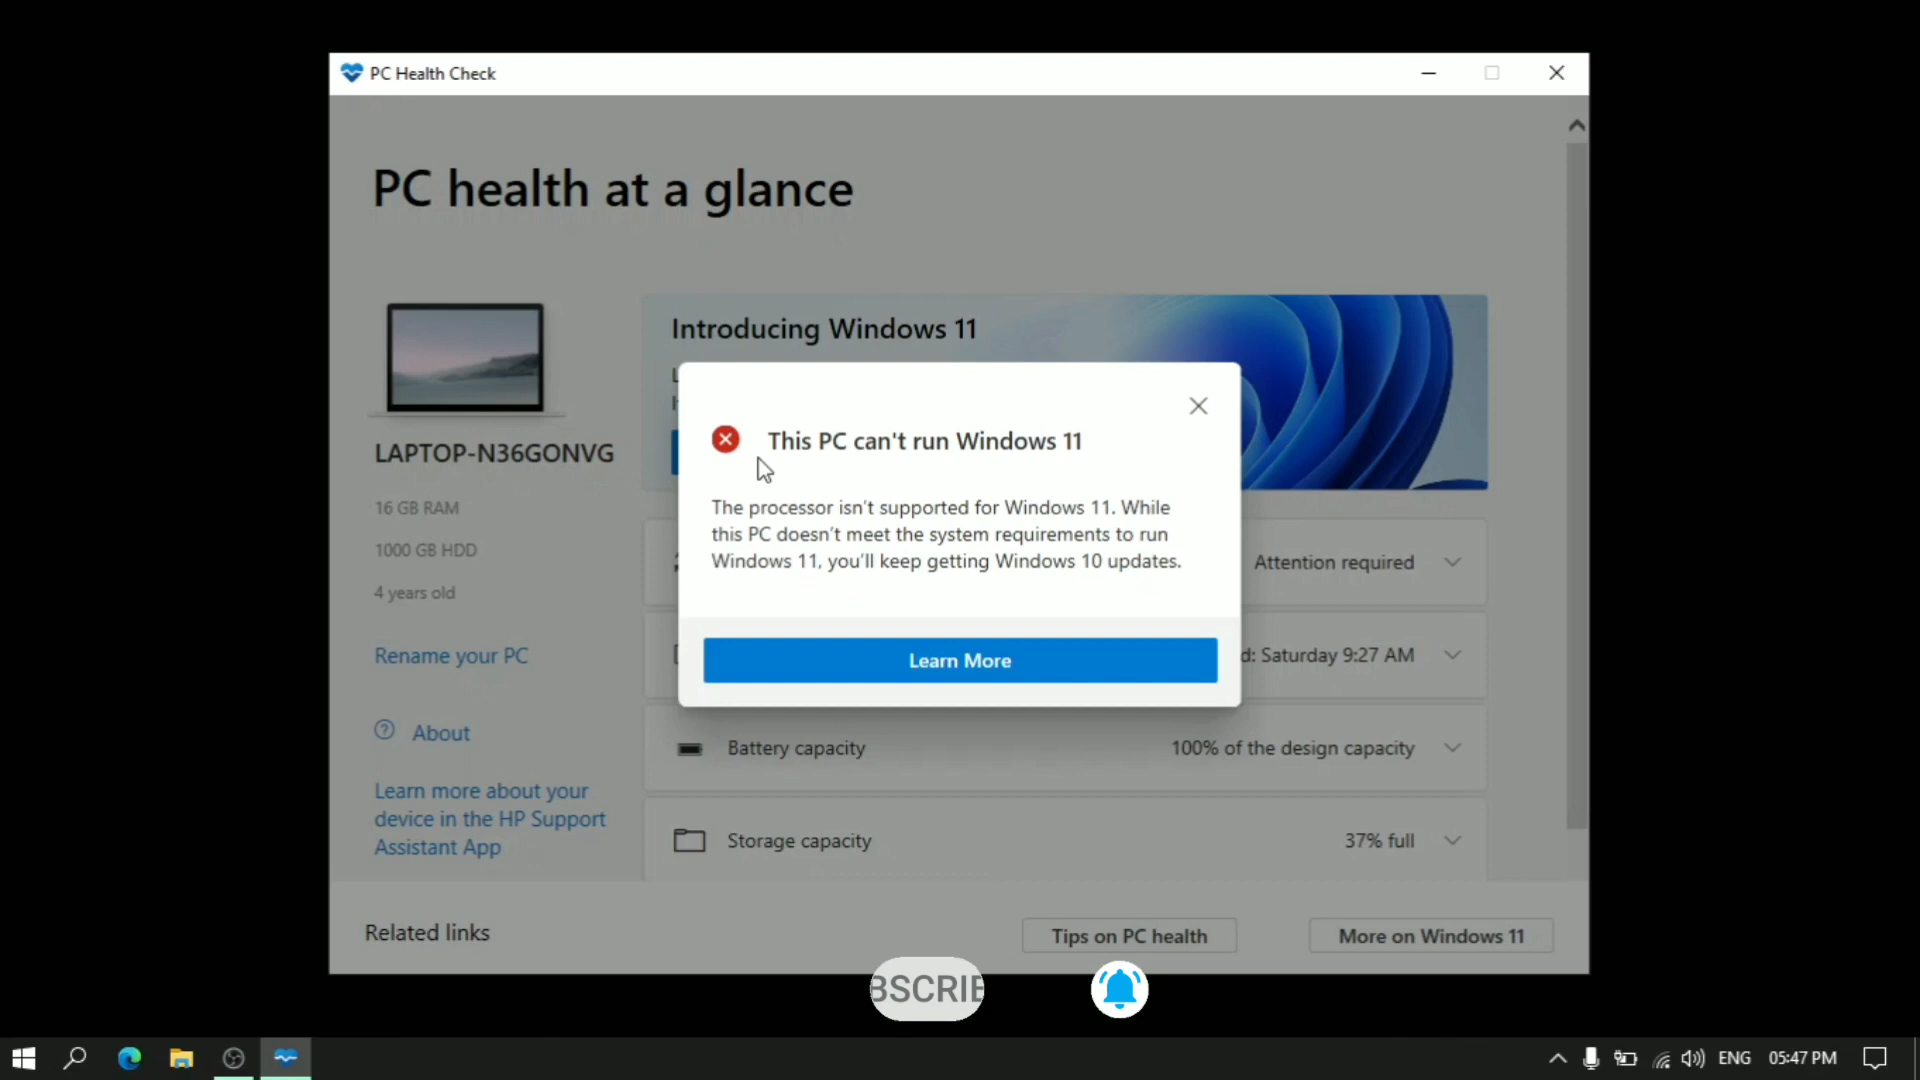 PC Health Check
PC health at a glance
LAPTOP-N36GONVG
16 GB RAM
1000 GB HDD
4 years old
Rename your PC
About
Learn more about your
device in the HP Support
Assistant App
Introducing Windows 11
This PC can't run Windows 11
The processor isn't supported for Windows 11. While
this PC doesn't meet the system requirements to run
Windows 11, you'll keep getting Windows 10 updates.
Learn More
Attention required
d: Saturday 9:27 AM
Battery capacity
100% of the design capacity
Storage capacity
37% full
Related links
Tips on PC health
More on Windows 11
BSCRIE
ENG
05:47 PM